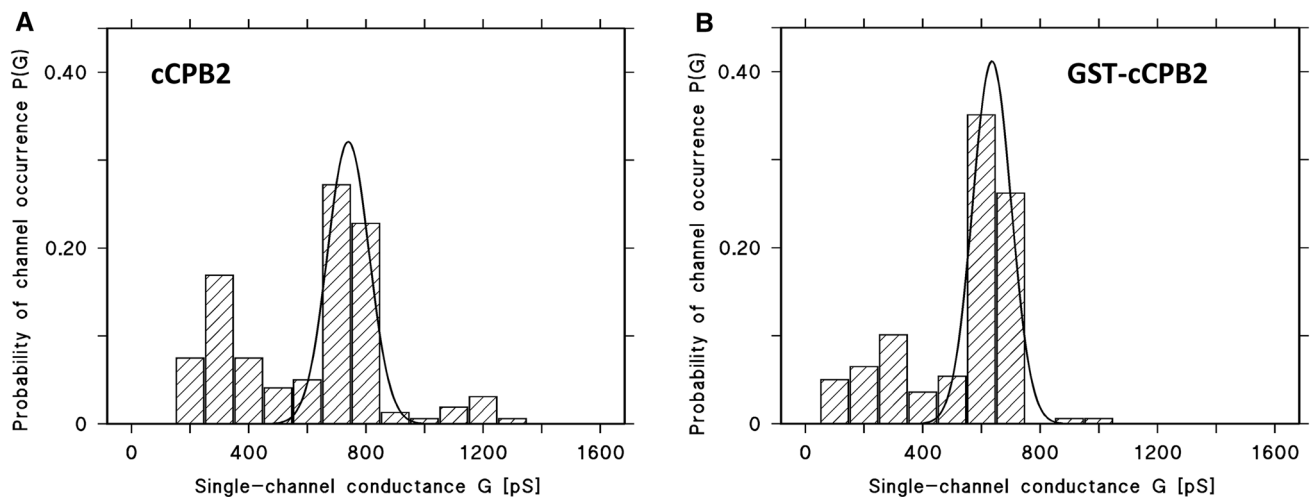 A
cCPB2
Probability of channel occurrence P(G)
0.40
0.20
0
0 400 800 1200 1600
Single-channel conductance G [pS]
B
GST-cCPB2
Probability of channel occurrence P(G)
0.40
0.20
0
0 400 800 1200 1600
Single-channel conductance G [pS]